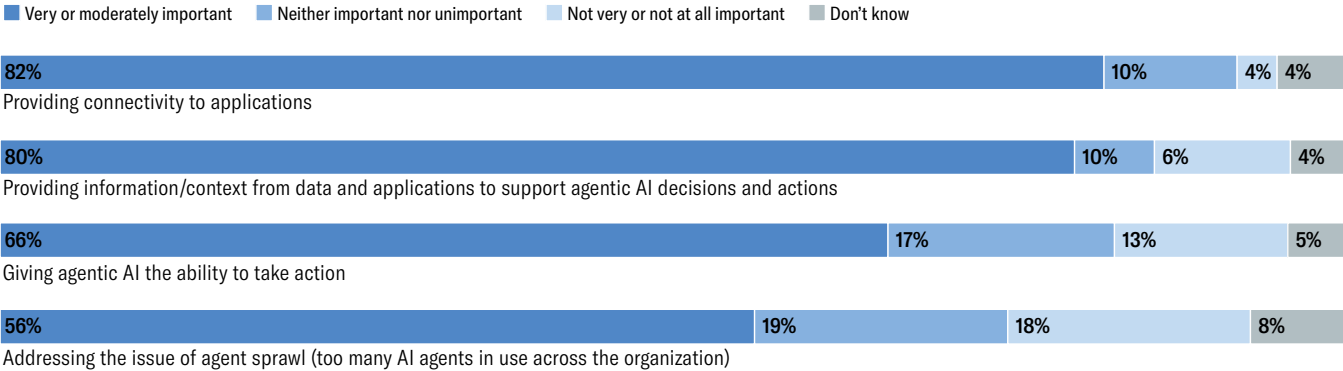 Very or moderately important Neither important nor unimportant Not very or not at all important Don’t know
82% 10% 4% 4%
Providing connectivity to applications
80% 10% 6% 4%
Providing information/context from data and applications to support agentic AI decisions and actions
66% 17% 13% 5%
Giving agentic AI the ability to take action
56% 19% 18% 8%
Addressing the issue of agent sprawl (too many AI agents in use across the organization)